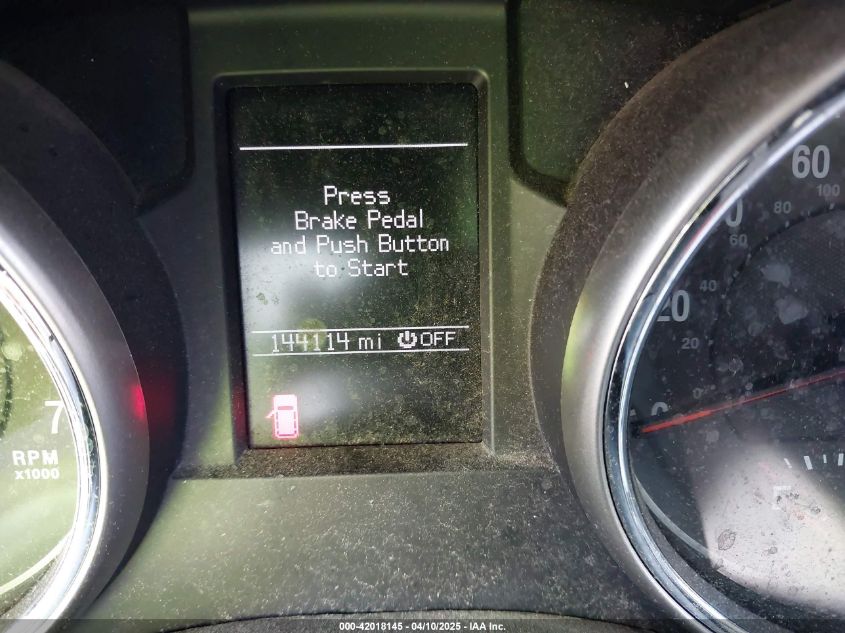 Press
Brake Pedal
and Push Button
to Start
144114 mi OFF
7
RPM
x1000
60
100
80
60
40
20
20
0
E
000-42018145 - 04/10/2025 - IAA Inc.